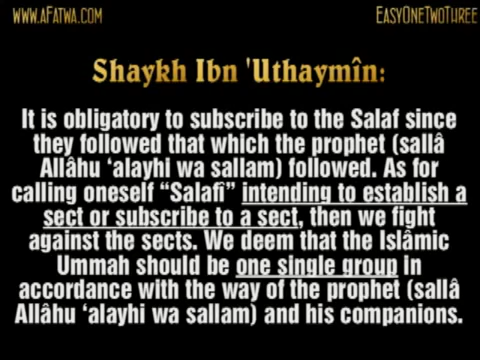 www.aFatwa.com
EasyOneTwoThree
Shaykh Ibn 'Uthaymîn:
It is obligatory to subscribe to the Salaf since
they followed that which the prophet (sallâ
Allâhu ‘alayhi wa sallam) followed. As for
calling oneself “Salafî” intending to establish a
sect or subscribe to a sect, then we fight
against the sects. We deem that the Islâmic
Ummah should be one single group in
accordance with the way of the prophet (sallâ
Allâhu ‘alayhi wa sallam) and his companions.